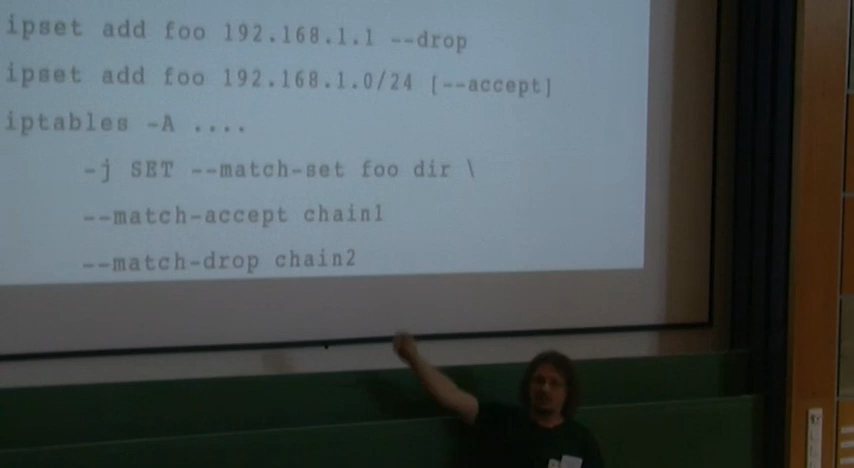 ipset add foo 192.168.1.1 --drop
ipset add foo 192.168.1.0/24 [--accept]
iptables -A ....
-j SET --match-set foo dir \
--match-accept chain1
--match-drop chain2